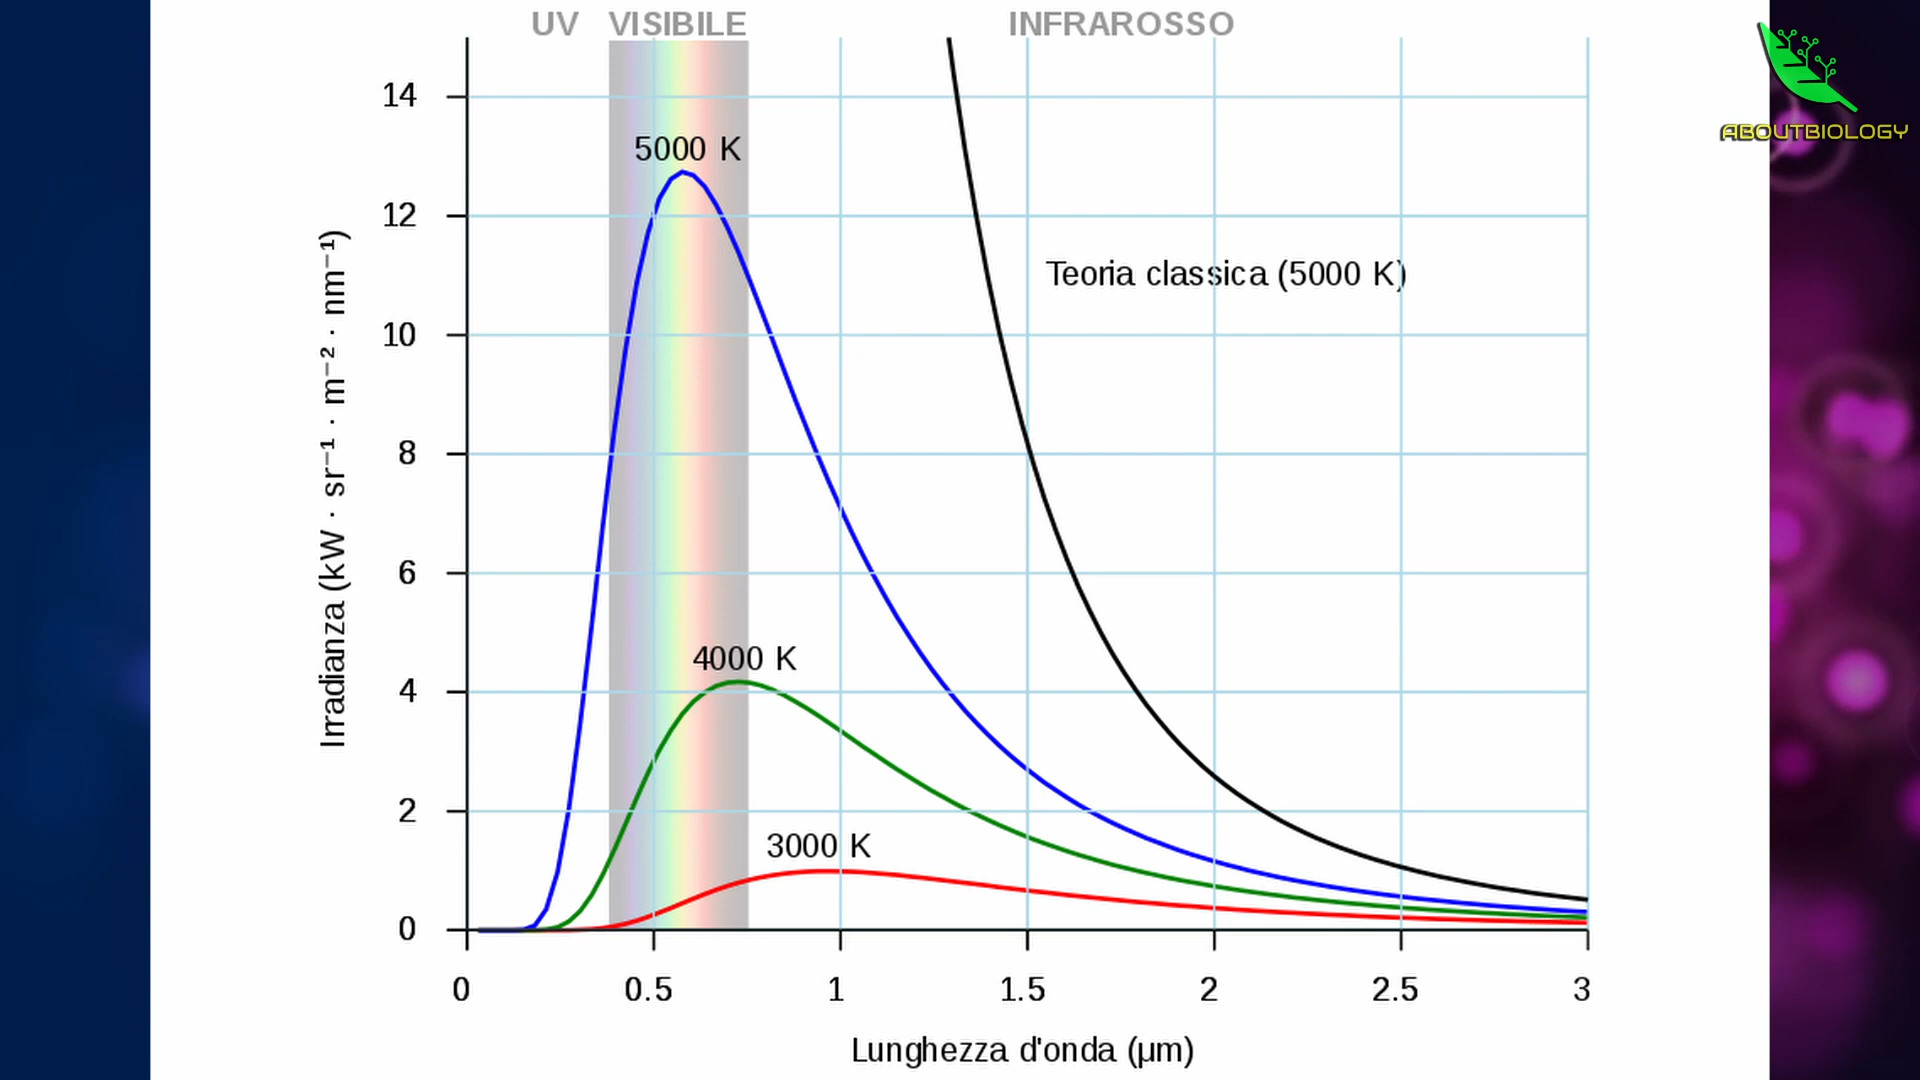 UV VISIBILE INFRAROSSO
ABOUTBIOLOGY
14
12
10
8
6
4
2
0
Irradianza (kW · sr⁻¹ · m⁻² · nm⁻¹)
5000 K
Teoria classica (5000 K)
4000 K
3000 K
0 0.5 1 1.5 2 2.5 3
Lunghezza d'onda (µm)